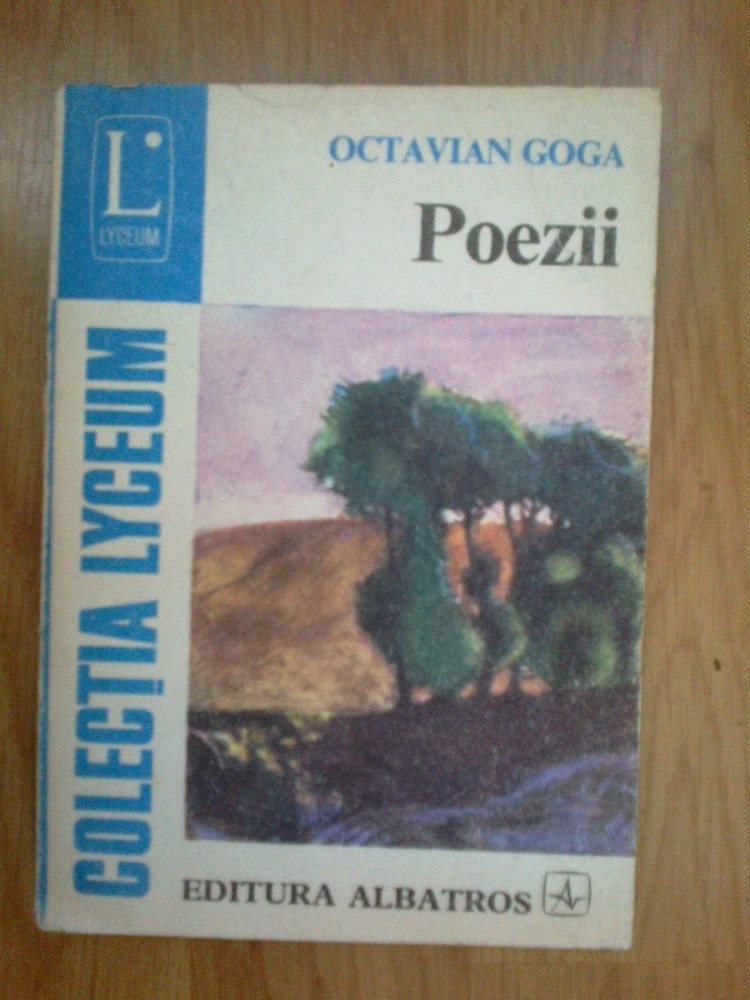 L
LYCEUM
OCTAVIAN GOGA
Poezii
COLECȚIA LYCEUM
EDITURA ALBATROS